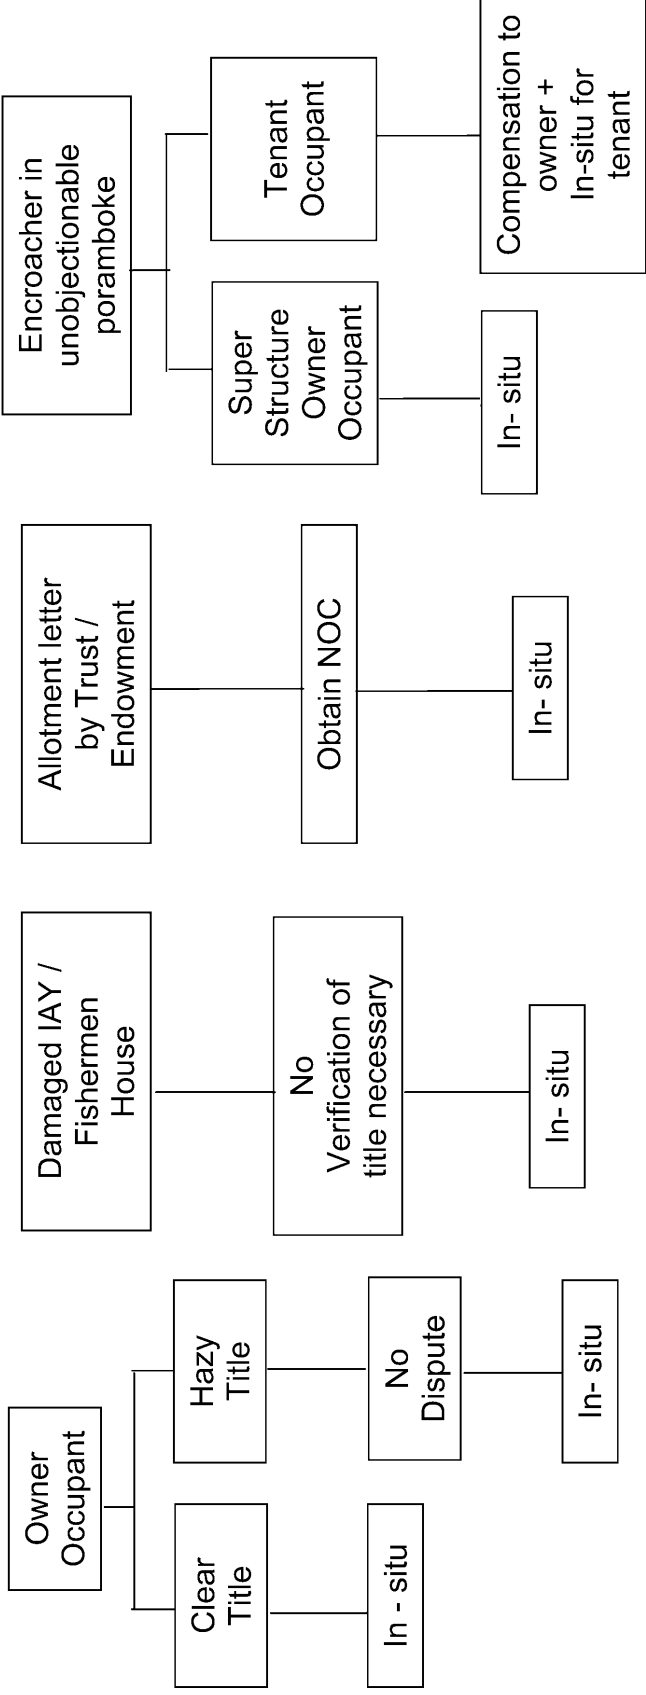 Owner
Occupant
Clear
Title
In - situ
Hazy
Title
No
Dispute
In- situ
Damaged IAY /
Fishermen
House
No
Verification of
title necessary
In- situ
Allotment letter
by Trust /
Endowment
Obtain NOC
In- situ
Encroacher in
unobjectionable
poramboke
Super
Structure
Owner
Occupant
In- situ
Tenant
Occupant
Compensation to
owner +
In-situ for
tenant